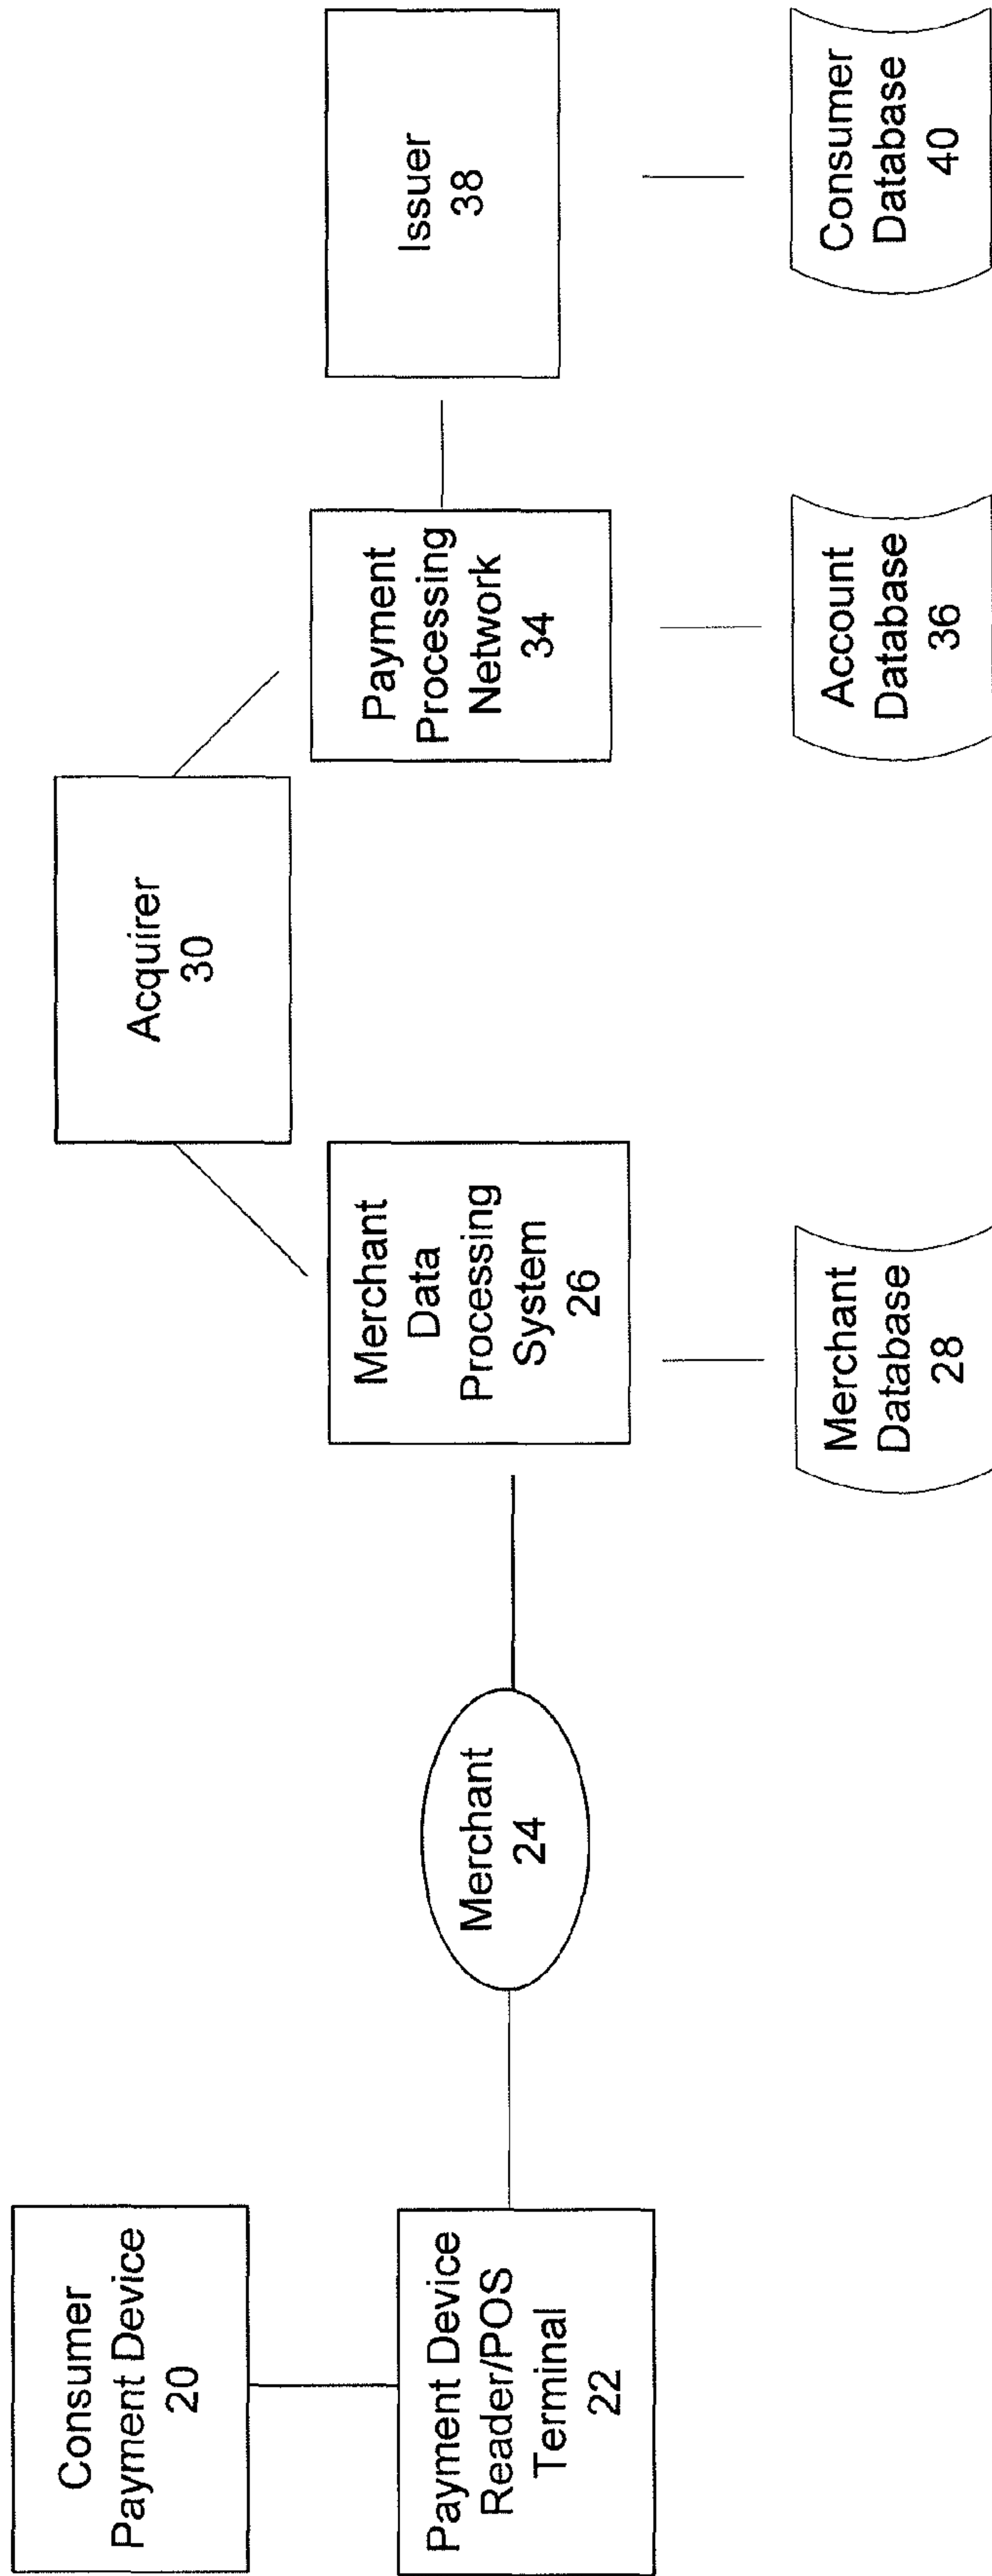 Consumer
Payment Device
20
Payment Device
Reader/POS
Terminal
22
Merchant
24
Merchant
Data
Processing
System
26
Merchant
Database
28
Acquirer
30
Payment
Processing
Network
34
Account
Database
36
Issuer
38
Consumer
Database
40